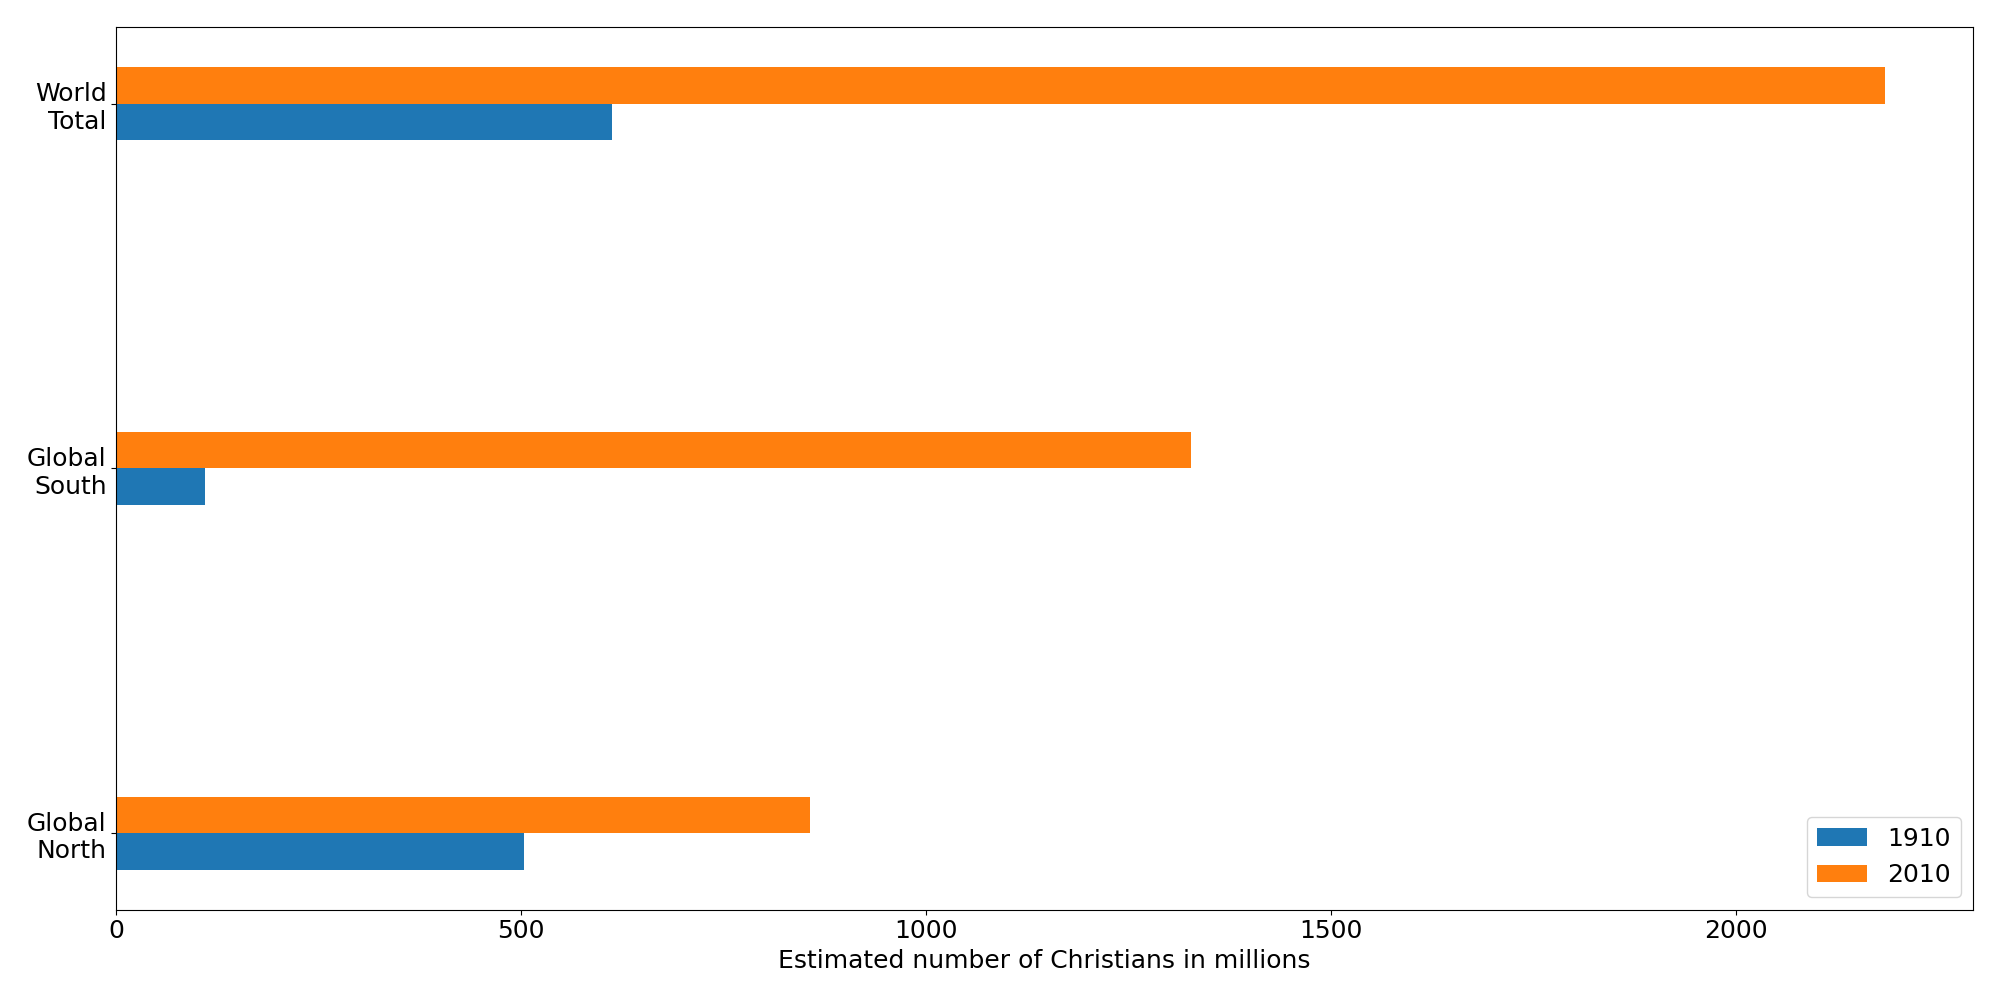 World
Total
Global
South
Global
North
1910
2010
0 500 1000 1500 2000
Estimated number of Christians in millions